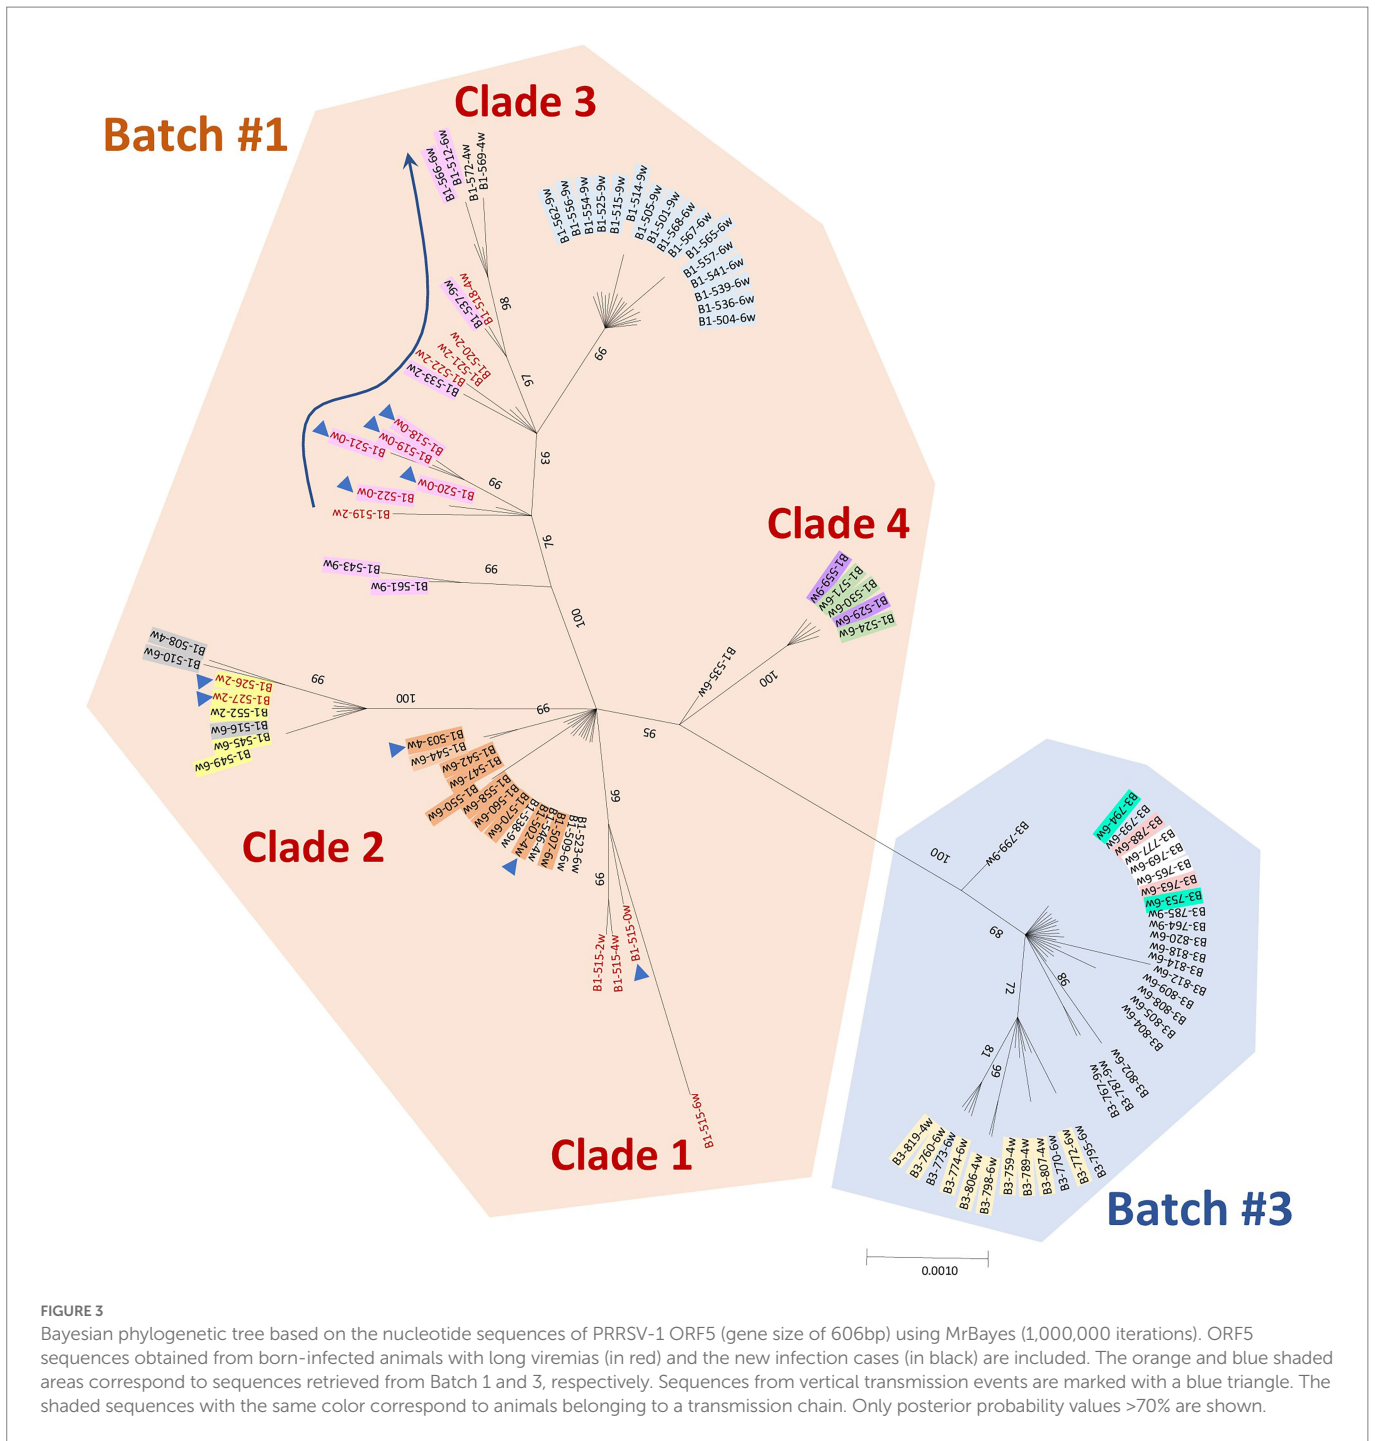 Clade 3
Batch #1
B1-566-6w
B1-512-6w
B1-572-4w
B1-569-4w
B1-562-9w
B1-556-9w
B1-554-9w
B1-525-9w
B1-515-9w
B1-514-9w
B1-505-9w
B1-501-9w
B1-568-6w
B1-567-6w
B1-565-6w
B1-557-6w
B1-541-6w
B1-539-6w
B1-536-6w
B1-504-6w
B1-537-9w
B1-518-4w
98
99
97
B1-520-2w
B1-521-2w
B1-522-2w
B1-533-2w
93
B1-518-0w
B1-519-0w
B1-521-0w
B1-520-0w
B1-522-0w
99
B1-519-2w
76
B1-543-9w
B1-561-9w
99
100
Clade 4
B1-559-9w
B1-571-6w
B1-530-6w
B1-529-6w
B1-524-6w
B1-535-6w
100
95
B1-508-4w
B1-510-6w
B1-526-2w
B1-527-2w
B1-552-2w
B1-516-6w
B1-545-6w
B1-549-6w
99
100
99
B1-503-4w
B1-544-6w
B1-542-6w
B1-547-6w
B1-550-6w
B1-558-6w
B1-560-6w
B1-570-6w
B1-538-9w
B1-502-4w
B1-546-4w
B1-507-6w
B1-509-6w
B1-523-6w
Clade 2
99
99
B1-515-2w
B1-515-4w
B1-515-0w
B1-515-6w
Clade 1
100
B3-799-9w
B3-794-6w
B3-793-6w
B3-788-6w
B3-777-6w
B3-769-6w
B3-765-6w
B3-763-6w
B3-753-6w
B3-785-9w
B3-764-9w
B3-820-6w
B3-818-6w
B3-814-6w
B3-812-6w
B3-809-6w
B3-808-6w
B3-805-6w
B3-804-6w
89
98
72
81
99
B3-802-6w
B3-787-9w
B3-767-9w
B3-819-4w
B3-760-6w
B3-773-6w
B3-774-6w
B3-806-4w
B3-798-6w
B3-759-4w
B3-789-4w
B3-807-4w
B3-770-6w
B3-772-6w
B3-795-6w
Batch #3
0.0010
FIGURE 3
Bayesian phylogenetic tree based on the nucleotide sequences of PRRSV-1 ORF5 (gene size of 606bp) using MrBayes (1,000,000 iterations). ORF5
sequences obtained from born-infected animals with long viremias (in red) and the new infection cases (in black) are included. The orange and blue shaded
areas correspond to sequences retrieved from Batch 1 and 3, respectively. Sequences from vertical transmission events are marked with a blue triangle. The
shaded sequences with the same color correspond to animals belonging to a transmission chain. Only posterior probability values >70% are shown.